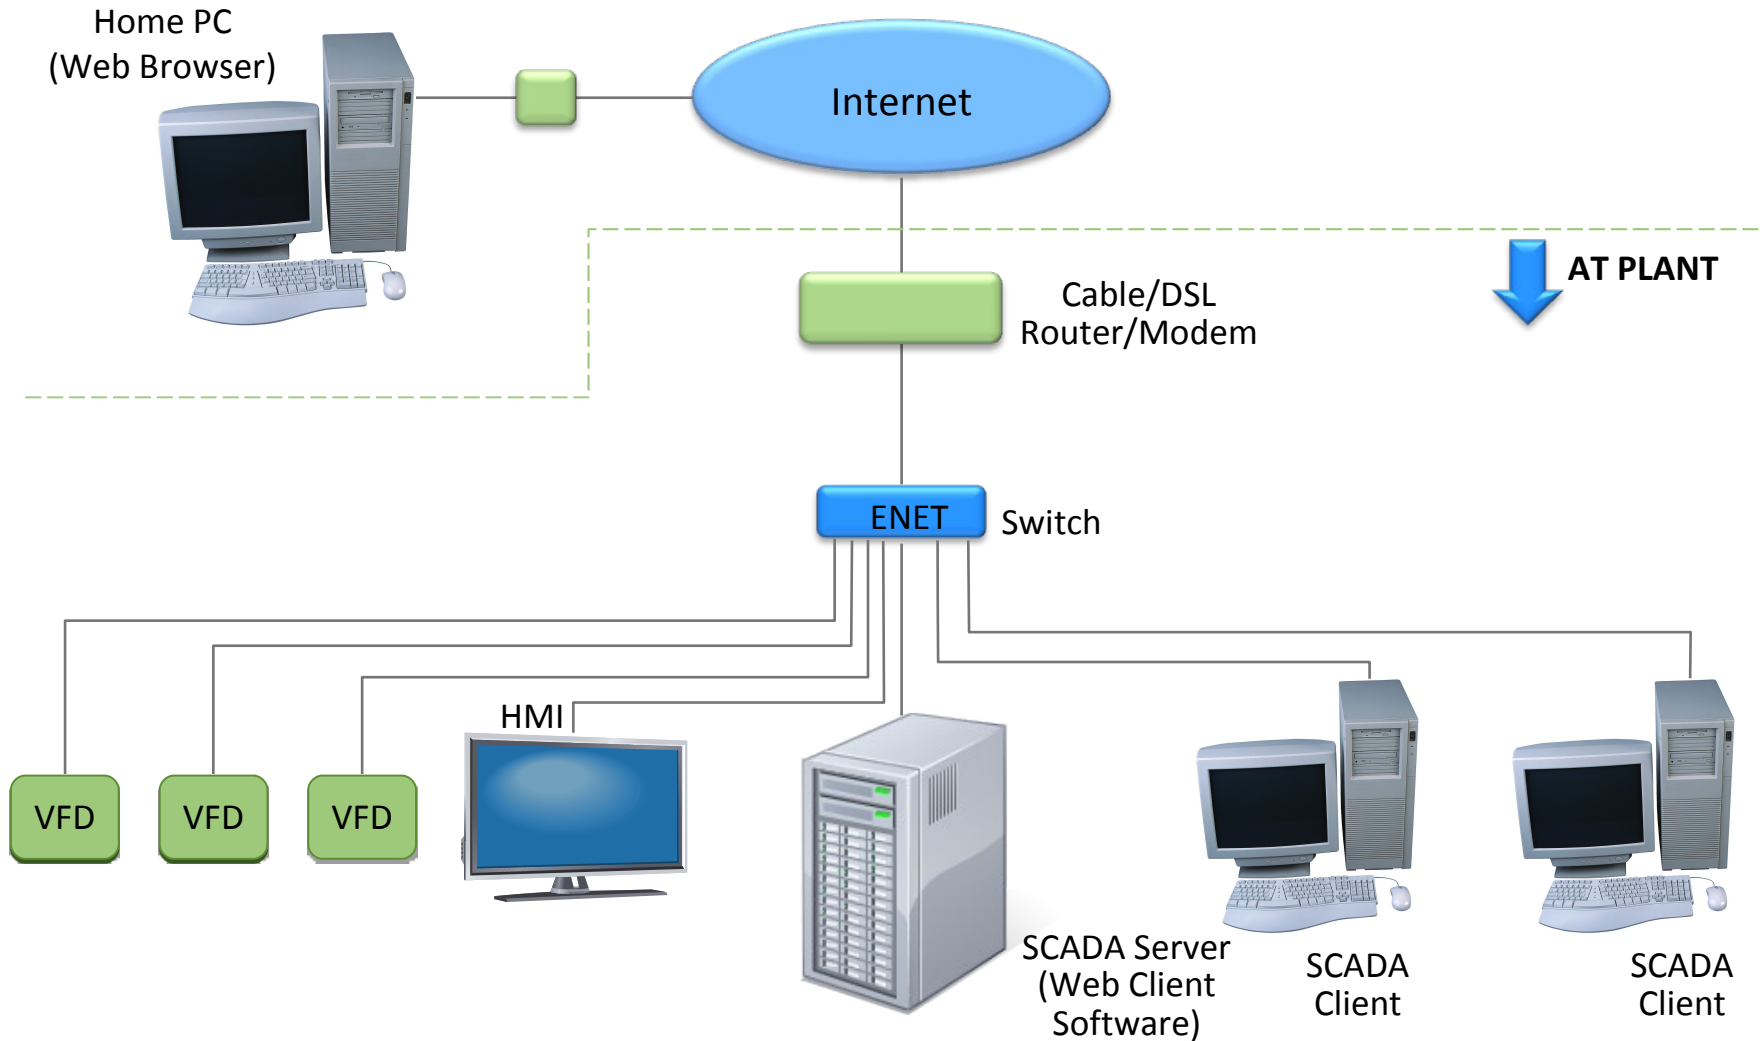 Home PC
(Web Browser)
Internet
AT PLANT
Cable/DSL
Router/Modem
ENET
Switch
HMI
VFD
VFD
VFD
SCADA Server
(Web Client
Software)
SCADA
Client
SCADA
Client